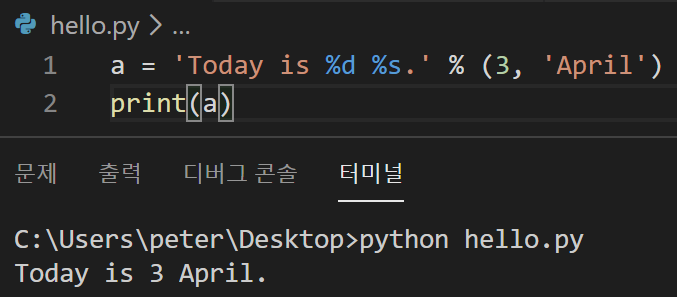 hello.py > ...
1 a = 'Today is %d %s.' % (3, 'April')
2 print(a)
문제 출력 디버그 콘솔 터미널
C:\Users\peter\Desktop>python hello.py
Today is 3 April.